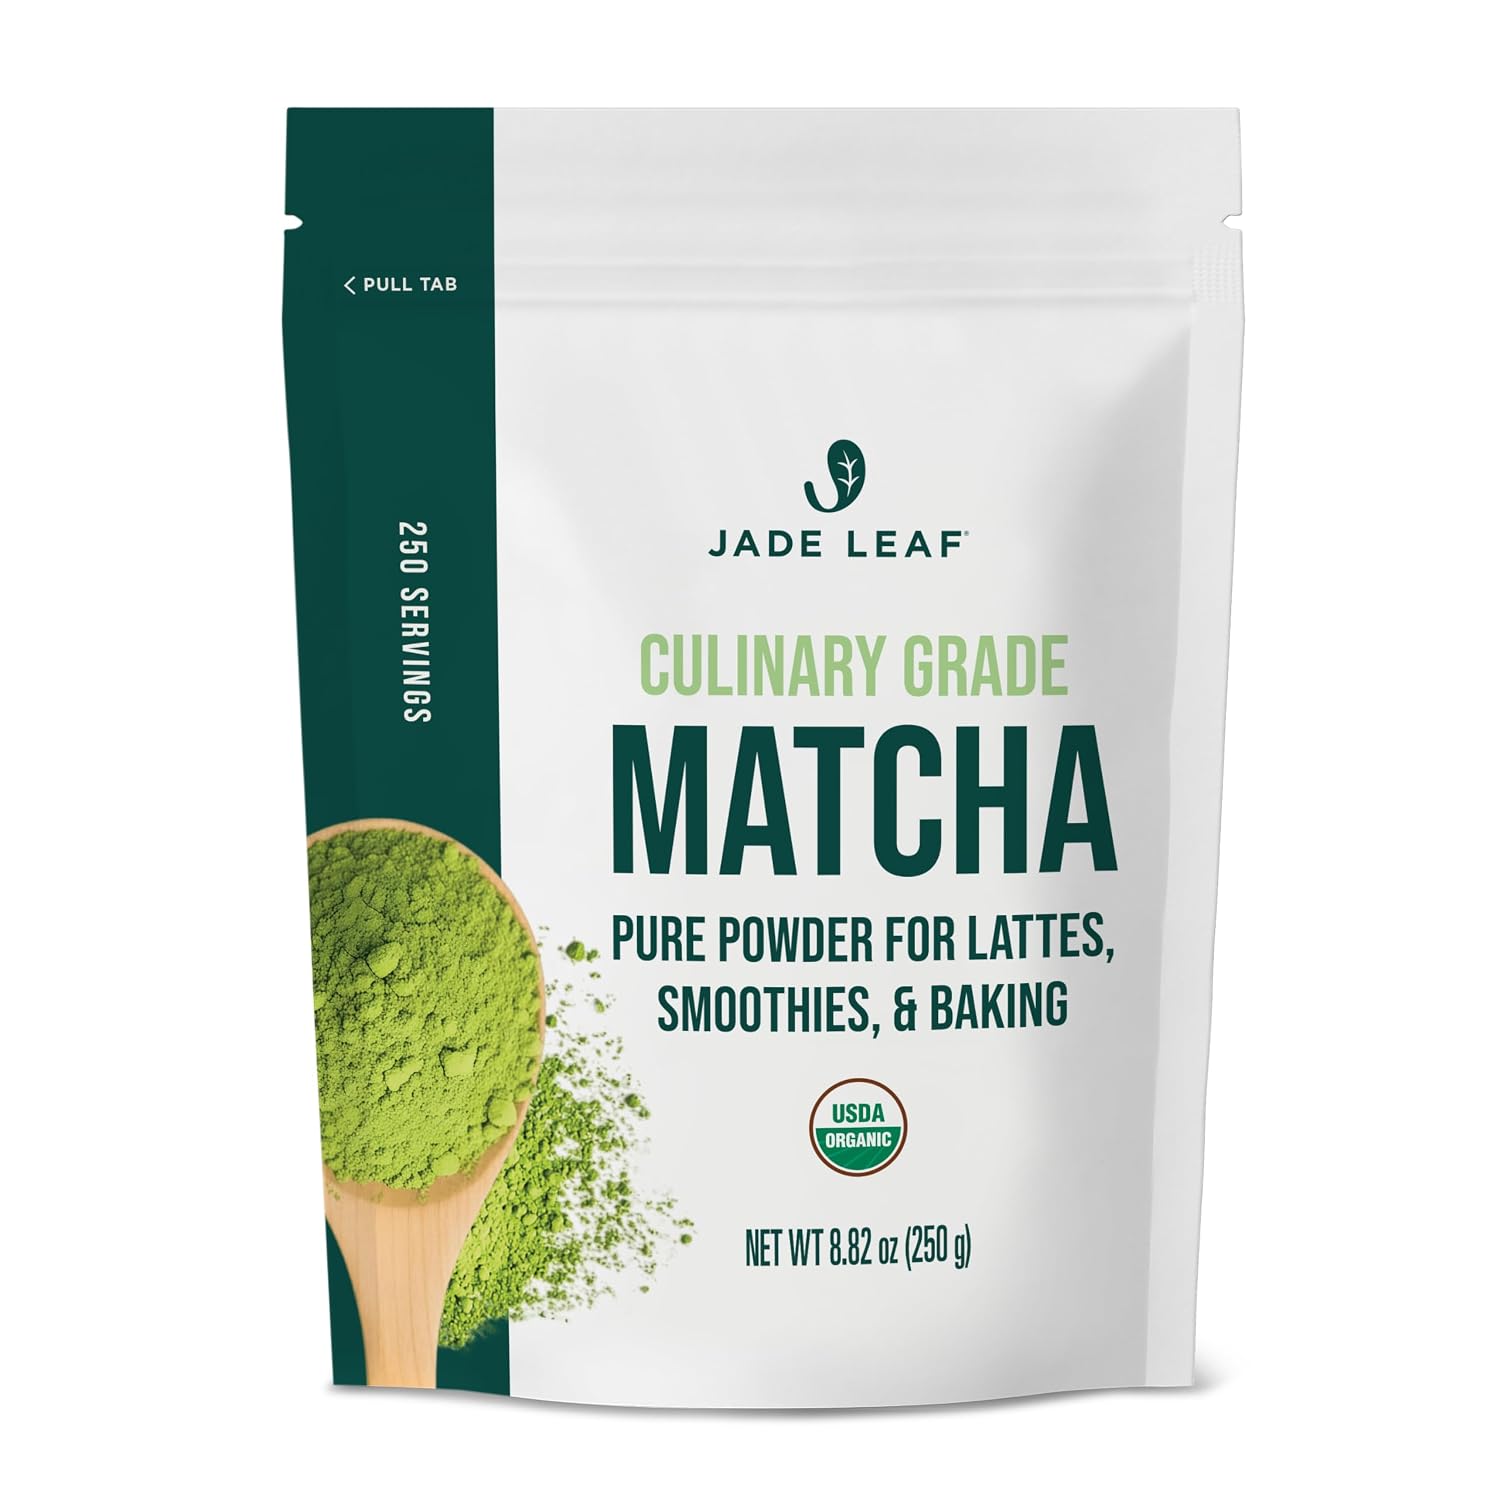 < PULL TAB
250 SERVINGS
JADE LEAF®
CULINARY GRADE
MATCHA
PURE POWDER FOR LATTES,
SMOOTHIES, & BAKING
USDA
ORGANIC
NET WT 8.82 oz (250 g)